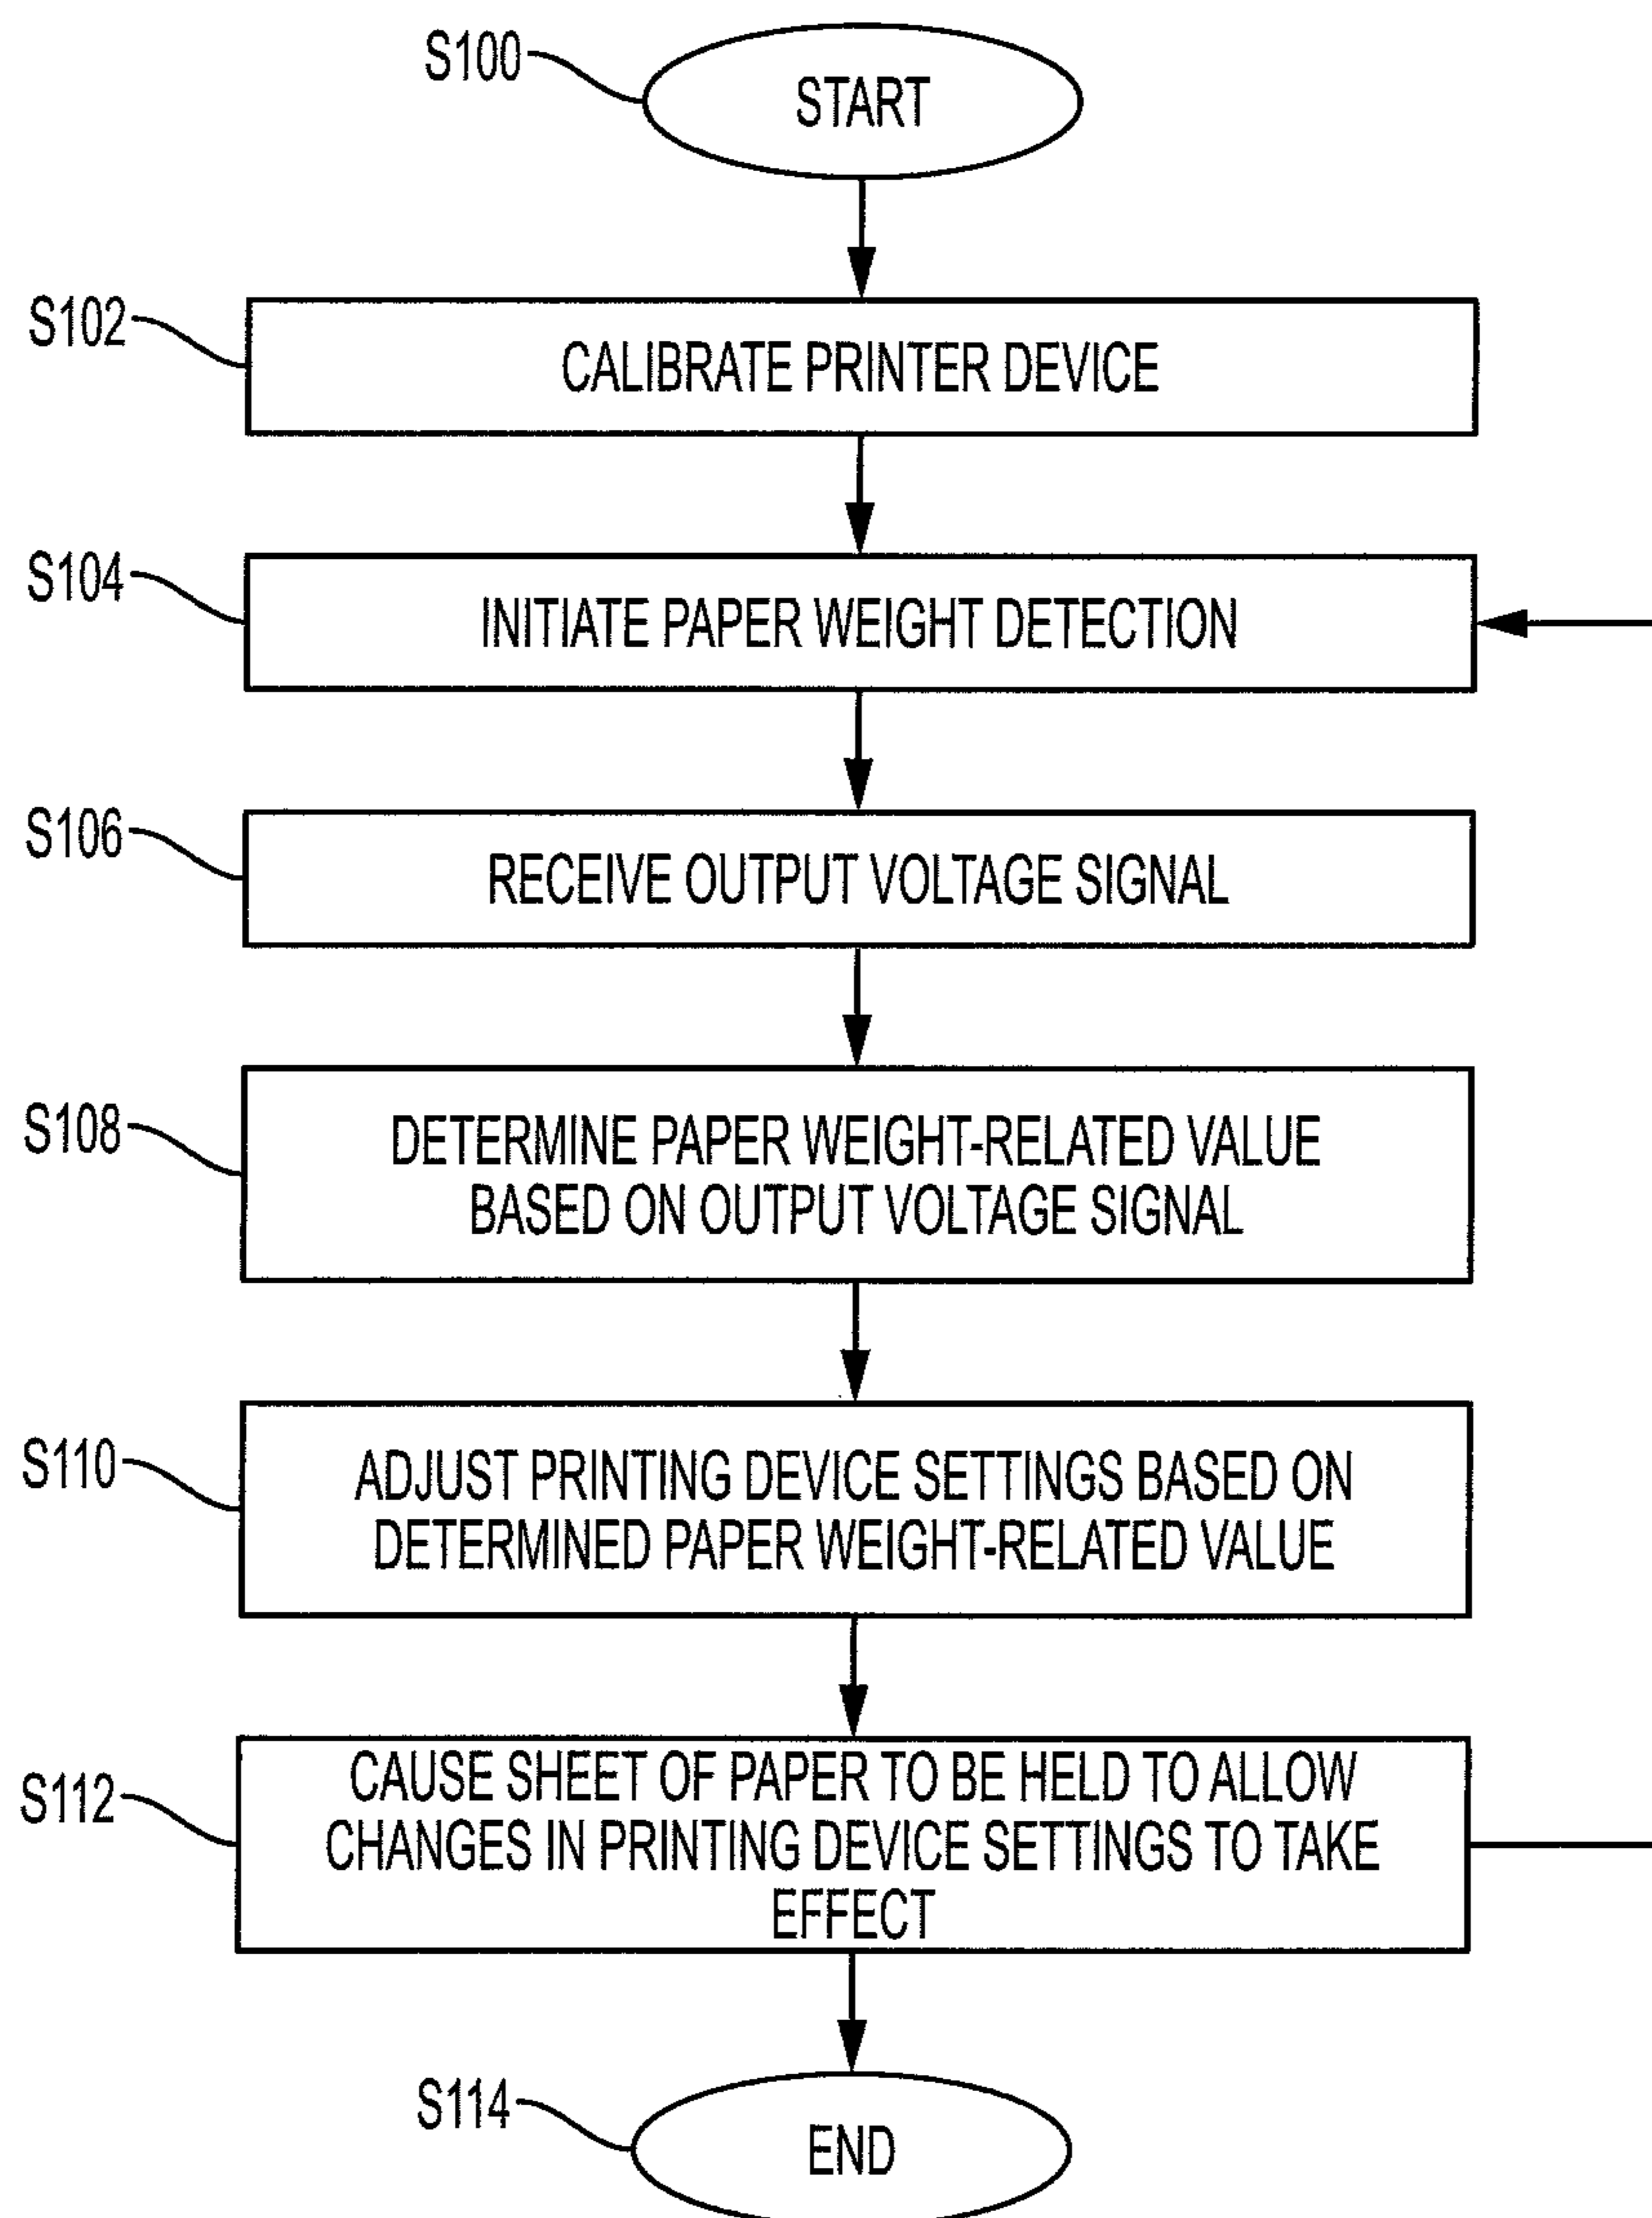 S100
START
S102
CALIBRATE PRINTER DEVICE
S104
INITIATE PAPER WEIGHT DETECTION
S106
RECEIVE OUTPUT VOLTAGE SIGNAL
S108
DETERMINE PAPER WEIGHT-RELATED VALUE
BASED ON OUTPUT VOLTAGE SIGNAL
S110
ADJUST PRINTING DEVICE SETTINGS BASED ON
DETERMINED PAPER WEIGHT-RELATED VALUE
S112
CAUSE SHEET OF PAPER TO BE HELD TO ALLOW
CHANGES IN PRINTING DEVICE SETTINGS TO TAKE
EFFECT
S114
END